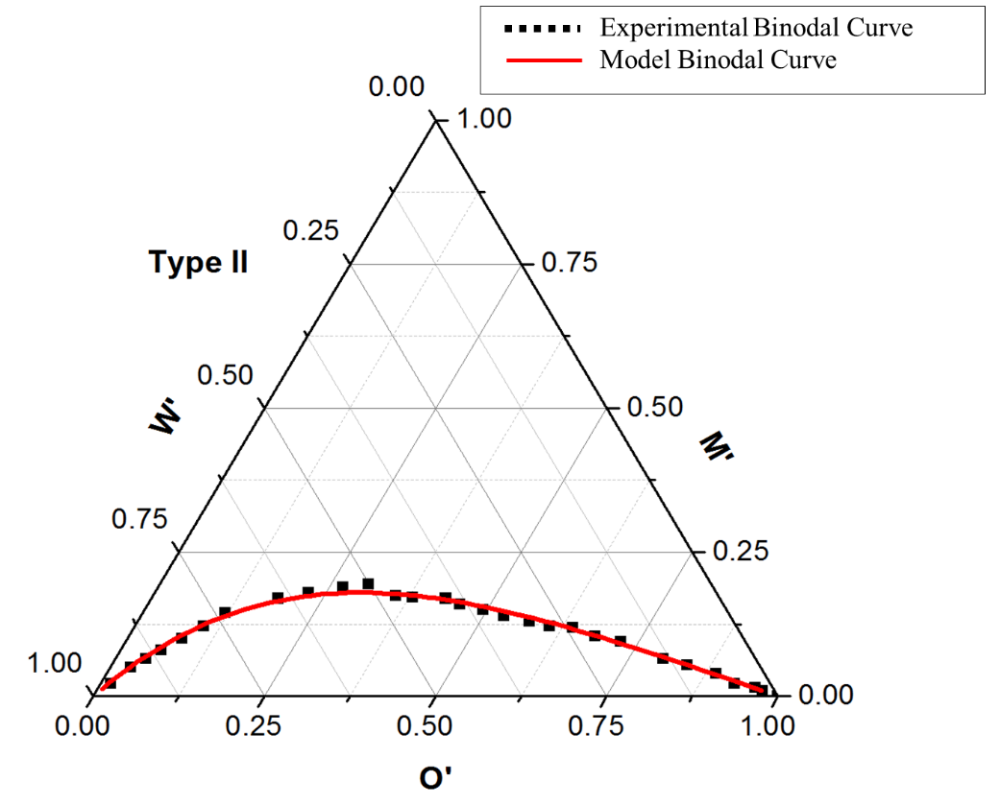 Experimental Binodal Curve
Model Binodal Curve
0.00
1.00
0.25
Type II
0.75
0.50
0.50
W'
M'
0.75
0.25
1.00
0.00
0.00 0.25 0.50 0.75 1.00
O'